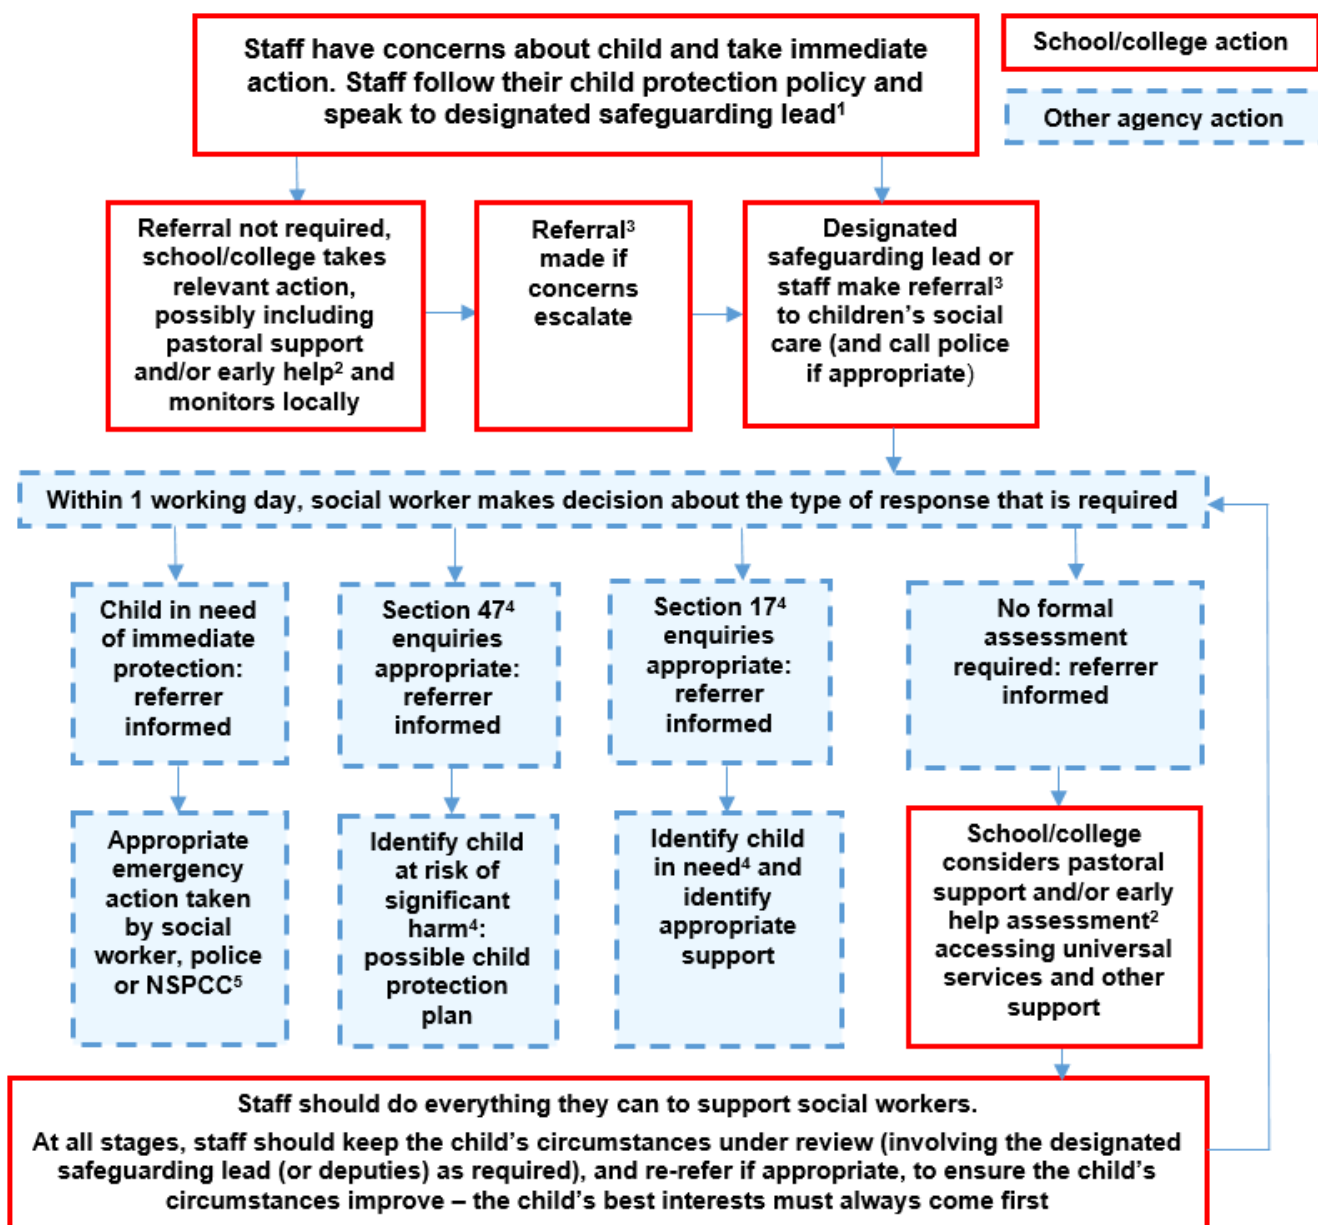 Staff have concerns about child and take immediate
action. Staff follow their child protection policy and
speak to designated safeguarding lead¹
School/college action
Other agency action
Referral not required,
school/college takes
relevant action,
possibly including
pastoral support
and/or early help² and
monitors locally
Referral³
made if
concerns
escalate
Designated
safeguarding lead or
staff make referral³
to children’s social
care (and call police
if appropriate)
Within 1 working day, social worker makes decision about the type of response that is required
Child in need
of immediate
protection:
referrer
informed
Section 47⁴
enquiries
appropriate:
referrer
informed
Section 17⁴
enquiries
appropriate:
referrer
informed
No formal
assessment
required: referrer
informed
Appropriate
emergency
action taken
by social
worker, police
or NSPCC⁵
Identify child
at risk of
significant
harm⁴:
possible child
protection
plan
Identify child
in need⁴ and
identify
appropriate
support
School/college
considers pastoral
support and/or early
help assessment²
accessing universal
services and other
support
Staff should do everything they can to support social workers.
At all stages, staff should keep the child’s circumstances under review (involving the designated
safeguarding lead (or deputies) as required), and re-refer if appropriate, to ensure the child’s
circumstances improve – the child’s best interests must always come first